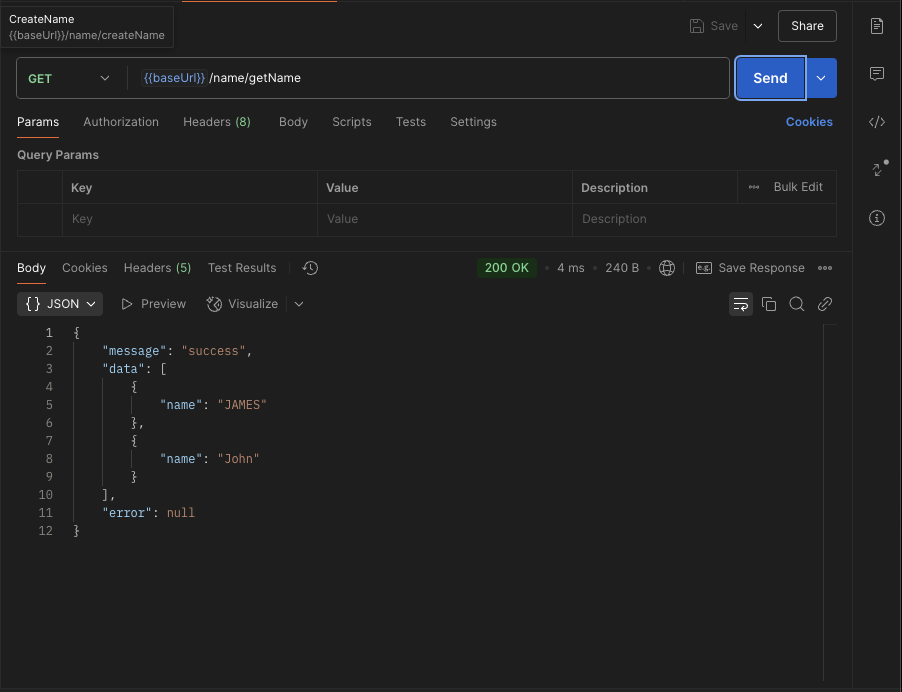 CreateName
{{baseUrl}}/name/createName
Save
Share
GET
{{baseUrl}} /name/getName
Send
Params Authorization Headers (8) Body Scripts Tests Settings Cookies
Query Params
Key Value Description ••• Bulk Edit
Key Value Description
Body Cookies Headers (5) Test Results 200 OK • 4 ms • 240 B • e.g. Save Response •••
{} JSON Preview Visualize
1 {
2 "message": "success",
3 "data": [
4 {
5 "name": "JAMES"
6 },
7 {
8 "name": "John"
9 }
10 ],
11 "error": null
12 }